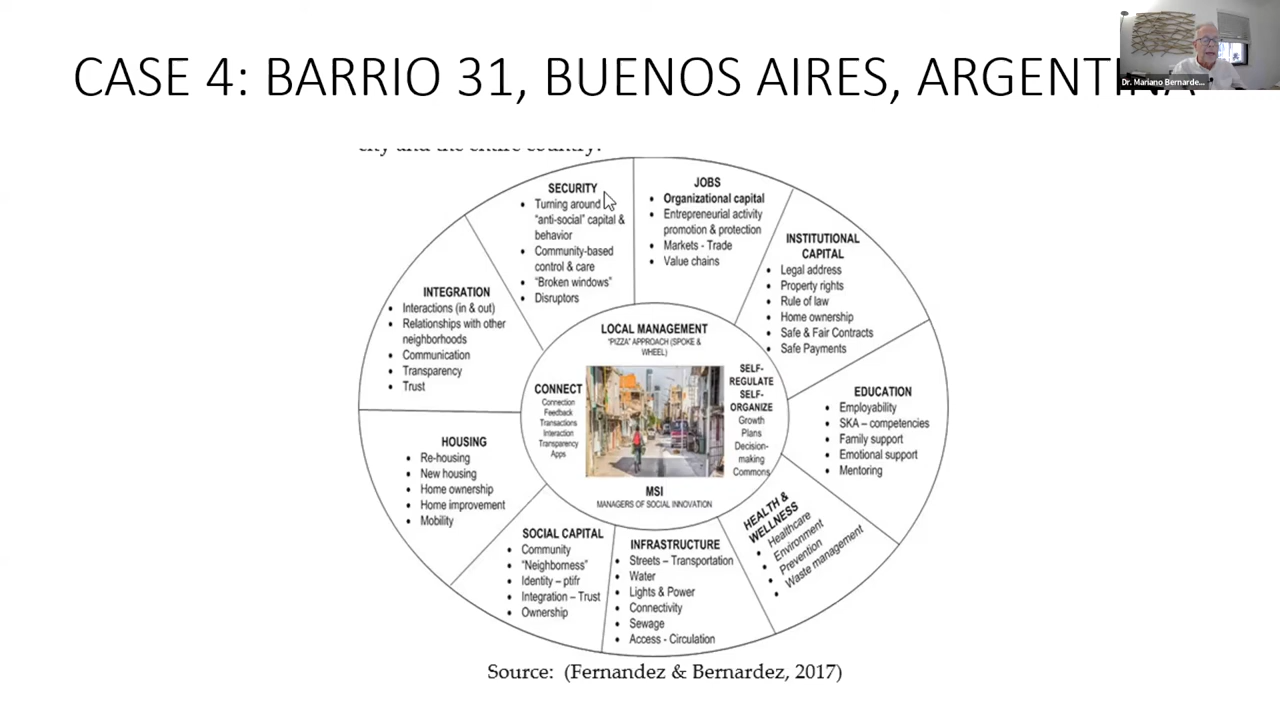 CASE 4: BARRIO 31, BUENOS AIRES, ARGENTINA
Dr. Mariano Bernarde...
city and the entire country.
SECURITY
• Turning around
"anti-social" capital &
behavior
• Community-based
control & care
• "Broken windows"
• Disruptors
JOBS
• Organizational capital
• Entrepreneurial activity
promotion & protection
• Markets - Trade
• Value chains
INSTITUTIONAL
CAPITAL
• Legal address
• Property rights
• Rule of law
• Home ownership
• Safe & Fair Contracts
• Safe Payments
EDUCATION
• Employability
• SKA – competencies
• Family support
• Emotional support
• Mentoring
HEALTH &
WELLNESS
• Healthcare
• Environment
• Prevention
• Waste management
INFRASTRUCTURE
• Streets – Transportation
• Water
• Lights & Power
• Connectivity
• Sewage
• Access - Circulation
SOCIAL CAPITAL
• Community
• "Neighborness"
• Identity – ptifr
• Integration – Trust
• Ownership
HOUSING
• Re-housing
• New housing
• Home ownership
• Home improvement
• Mobility
INTEGRATION
• Interactions (in & out)
• Relationships with other
neighborhoods
• Communication
• Transparency
• Trust
LOCAL MANAGEMENT
"PIZZA" APPROACH (SPOKE &
WHEEL)
CONNECT
Connection
Feedback
Transactions
Interaction
Transparency
Apps
SELF-
REGULATE
SELF-
ORGANIZE
Growth
Plans
Decision-
making
Commons
MSI
MANAGERS OF SOCIAL INNOVATION
Source: (Fernandez & Bernardez, 2017)